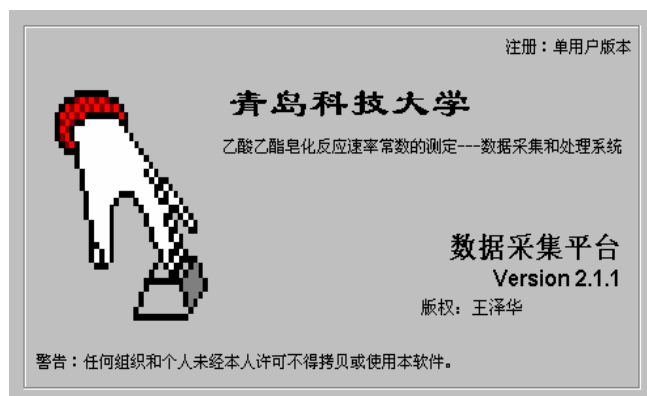 注册：单用户版本
青岛科技大学
乙酸乙酯皂化反应速率常数的测定---数据采集和处理系统
数据采集平台
Version 2.1.1
版权：王泽华
警告：任何组织和个人未经本人许可不得拷贝或使用本软件。